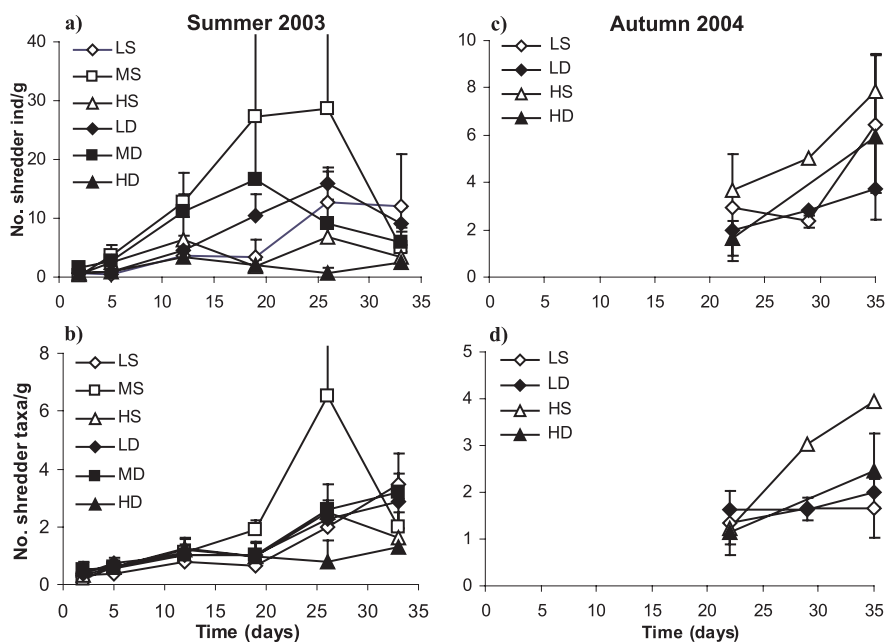 Summer 2003
Autumn 2004
a)
No. shredder ind/g
40
30
20
10
0
LS
MS
HS
LD
MD
HD
0 5 10 15 20 25 30 35
c)
10
8
6
4
2
0
LS
LD
HS
HD
0 5 10 15 20 25 30 35
b)
No. shredder taxa/g
8
6
4
2
0
LS
MS
HS
LD
MD
HD
0 5 10 15 20 25 30 35
Time (days)
d)
5
4
3
2
1
0
LS
LD
HS
HD
0 5 10 15 20 25 30 35
Time (days)